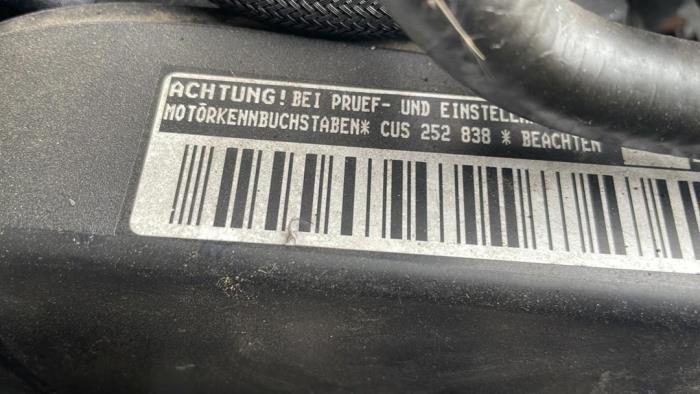 ACHTUNG! BEI PRUEF- UND EINSTELL
MOTORKENNBUCHSTABEN* CUS 252 838 * BEACHTEN